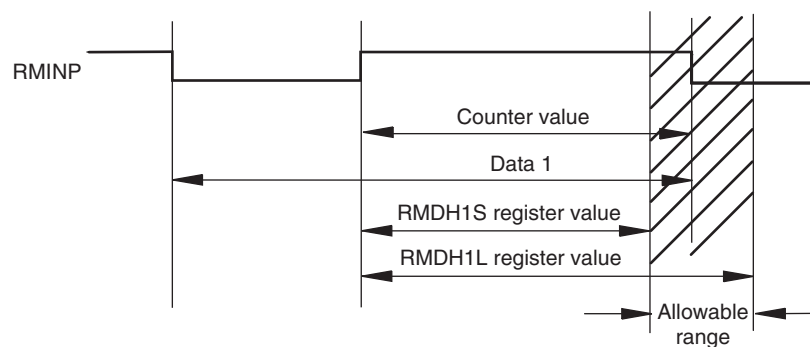 RMINP
Counter value
Data 1
RMDH1S register value
RMDH1L register value
Allowable
range